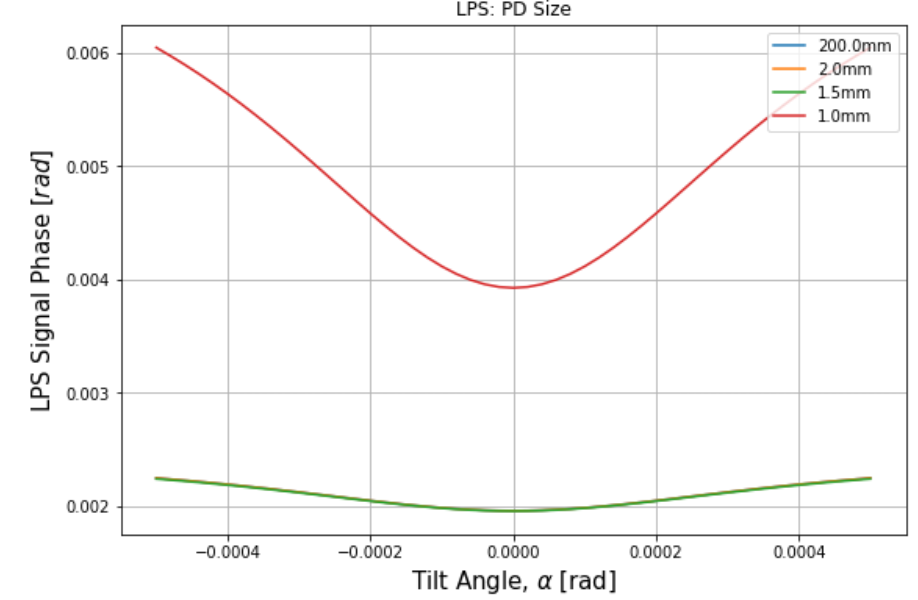 LPS: PD Size
0.006
0.005
0.004
0.003
0.002
LPS Signal Phase [rad]
200.0mm
2.0mm
1.5mm
1.0mm
−0.0004
−0.0002
0.0000
0.0002
0.0004
Tilt Angle, α [rad]